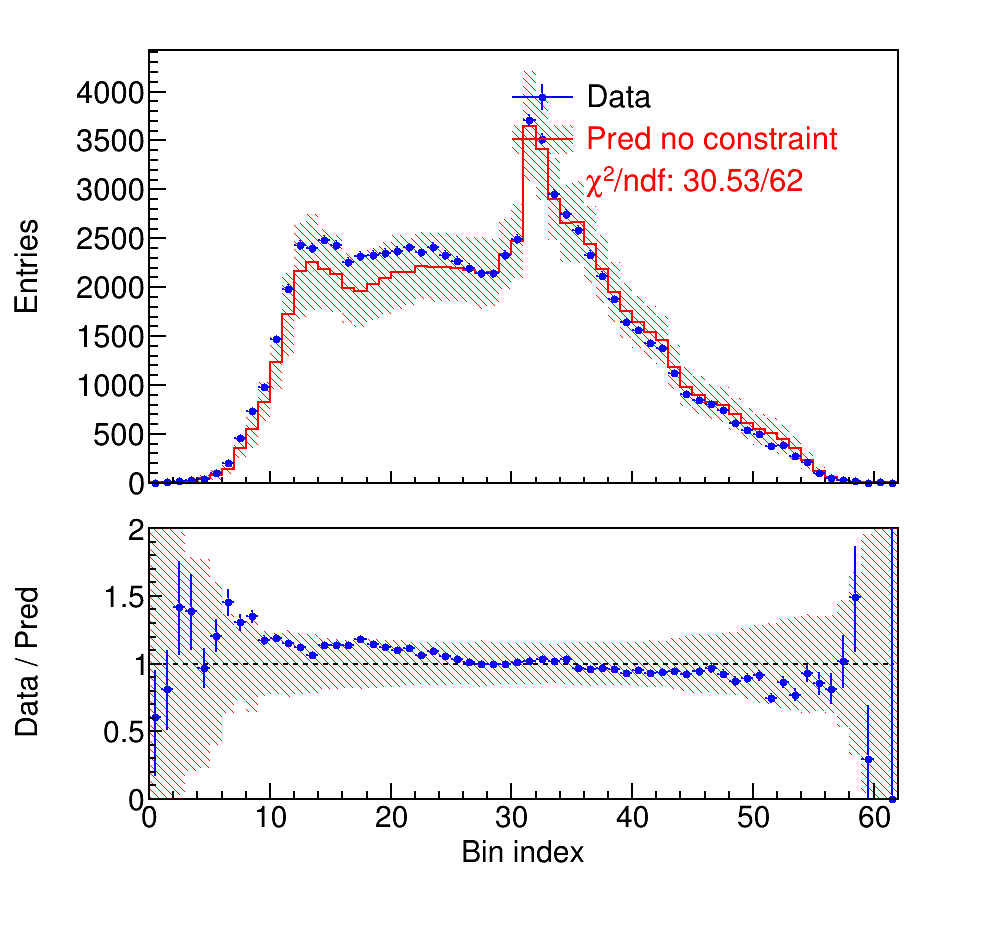 Entries
4000
3500
3000
2500
2000
1500
1000
500
0
Data
Pred no constraint
χ²/ndf: 30.53/62
Data / Pred
2
1.5
1
0.5
0
0 10 20 30 40 50 60
Bin index